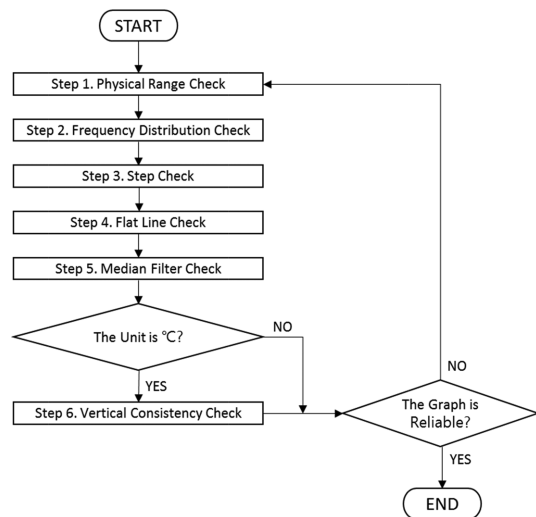 START
Step 1. Physical Range Check
Step 2. Frequency Distribution Check
Step 3. Step Check
Step 4. Flat Line Check
Step 5. Median Filter Check
The Unit is ℃?
NO
YES
Step 6. Vertical Consistency Check
NO
The Graph is
Reliable?
YES
END